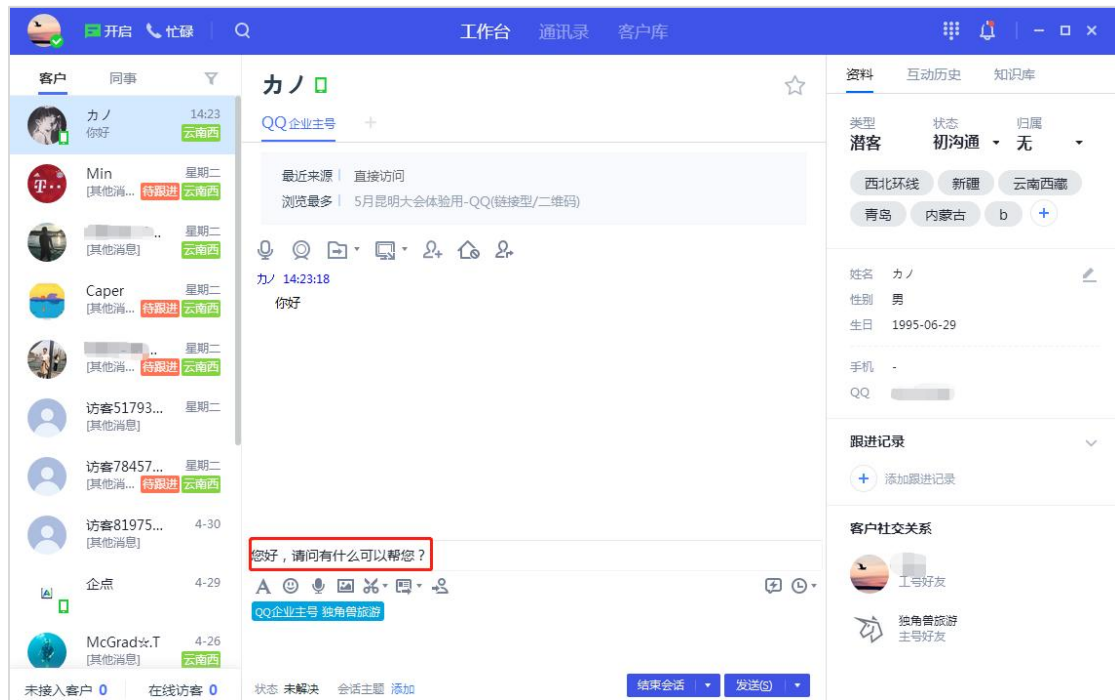 开启 忙碌 工作台 通讯录 客户库
客户 同事
カノ 14:23
你好 云南西
Min 星期二
[其他消... 待跟进 云南西
.. 星期二
[其他消息] 云南西
Caper 星期二
[其他消... 待跟进 云南西
.. 星期二
[其他消... 待跟进 云南西
访客51793... 星期二
[其他消息]
访客78457... 星期二
[其他消... 待跟进 云南西
访客81975... 4-30
[其他消息]
企点 4-29
McGrad☆.T 4-26
[其他消息] 云南西
未接入客户 0 在线访客 0
カノ
QQ企业主号 +
最近来源 直接访问
浏览最多 5月昆明大会体验用-QQ(链接型/二维码)
カノ 14:23:18
你好
您好，请问有什么可以帮您？
QQ企业主号 独角兽旅游
状态 未解决 会话主题 添加
结束会话 发送(S)
资料 互动历史 知识库
类型 状态 归属
潜客 初沟通 无
西北环线 新疆 云南西藏
青岛 内蒙古 b +
姓名 カノ
性别 男
生日 1995-06-29
手机 -
QQ
跟进记录
+ 添加跟进记录
客户社交关系
工号好友
独角兽旅游
主号好友